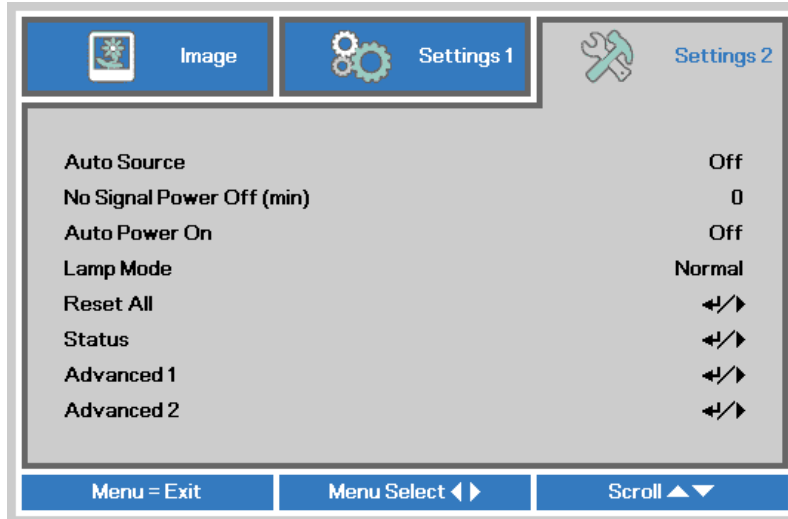 Image Settings 1 Settings 2
Auto Source Off
No Signal Power Off (min) 0
Auto Power On Off
Lamp Mode Normal
Reset All ↵/▶
Status ↵/▶
Advanced 1 ↵/▶
Advanced 2 ↵/▶
Menu = Exit Menu Select ◀▶ Scroll ▲▼